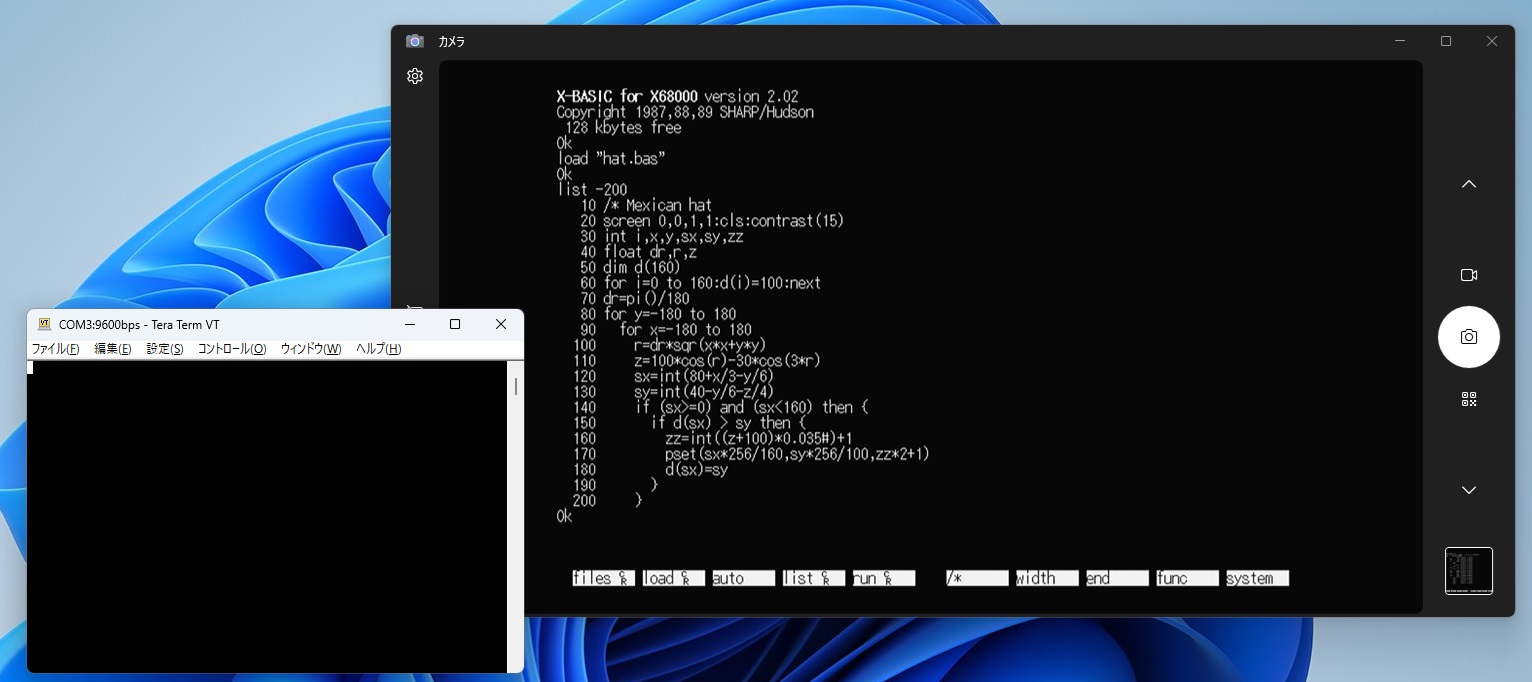 カメラ
X-BASIC for X68000 version 2.02
Copyright 1987,88,89 SHARP/Hudson
128 kbytes free
Ok
load "hat.bas"
Ok
list -200
10 /* Mexican hat
20 screen 0,0,1,1:cls:contrast(15)
30 int i,x,y,sx,sy,zz
40 float dr,r,z
50 dim d(160)
60 for i=0 to 160:d(i)=100:next
70 dr=pi()/180
80 for y=-180 to 180
90 for x=-180 to 180
100 r=dr*sqr(x*x+y*y)
110 z=100*cos(r)-30*cos(3*r)
120 sx=int(80+x/3-y/6)
130 sy=int(40-y/6-z/4)
140 if (sx>=0) and (sx<160) then {
150 if d(sx) > sy then {
160 zz=int((z+100)*0.035#)+1
170 pset(sx*256/160,sy*256/100,zz*2+1)
180 d(sx)=sy
190 }
200 }
Ok
files CR load CR auto list CR run CR /* width end func system
VT COM3:9600bps - Tera Term VT
ファイル(F) 編集(E) 設定(S) コントロール(O) ウィンドウ(W) ヘルプ(H)